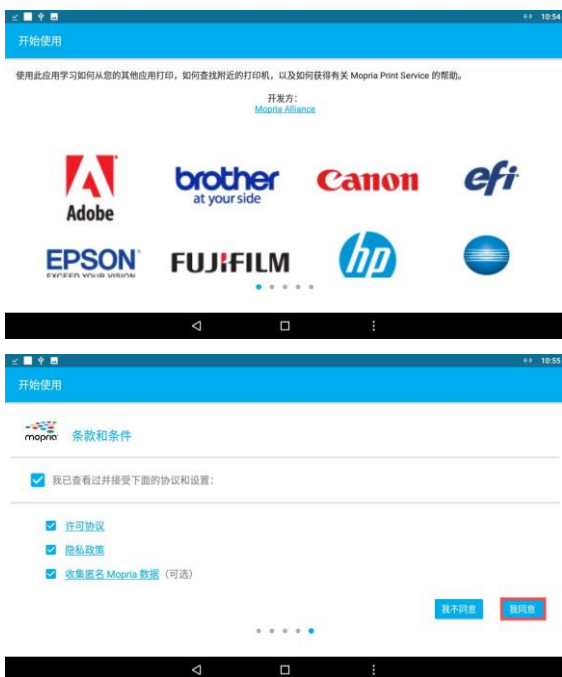 10:54
开始使用
使用此应用学习如何从您的其他应用打印，如何查找附近的打印机，以及如何获得有关 Mopria Print Service 的帮助。
开发方：
Mopria Alliance
Adobe
brother
at your side
Canon
efi
EPSON
EXCEED YOUR VISION
FUJIFILM
hp
10:55
开始使用
mopria 条款和条件
我已查看过并接受下面的协议和设置：
许可协议
隐私政策
收集匿名 Mopria 数据（可选）
我不同意 我同意